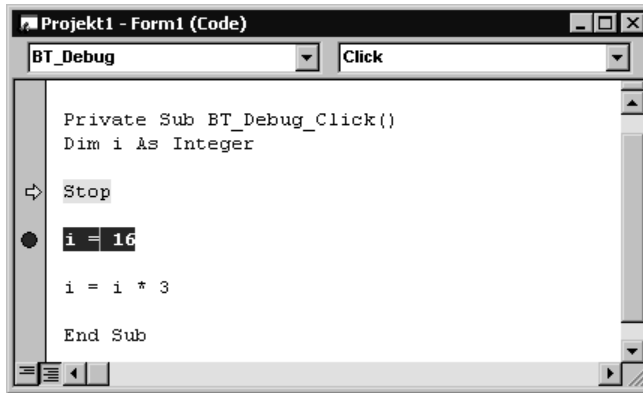 Projekt1 - Form1 (Code)
BT_Debug Click
Private Sub BT_Debug_Click()
Dim i As Integer
Stop
i = 16
i = i * 3
End Sub